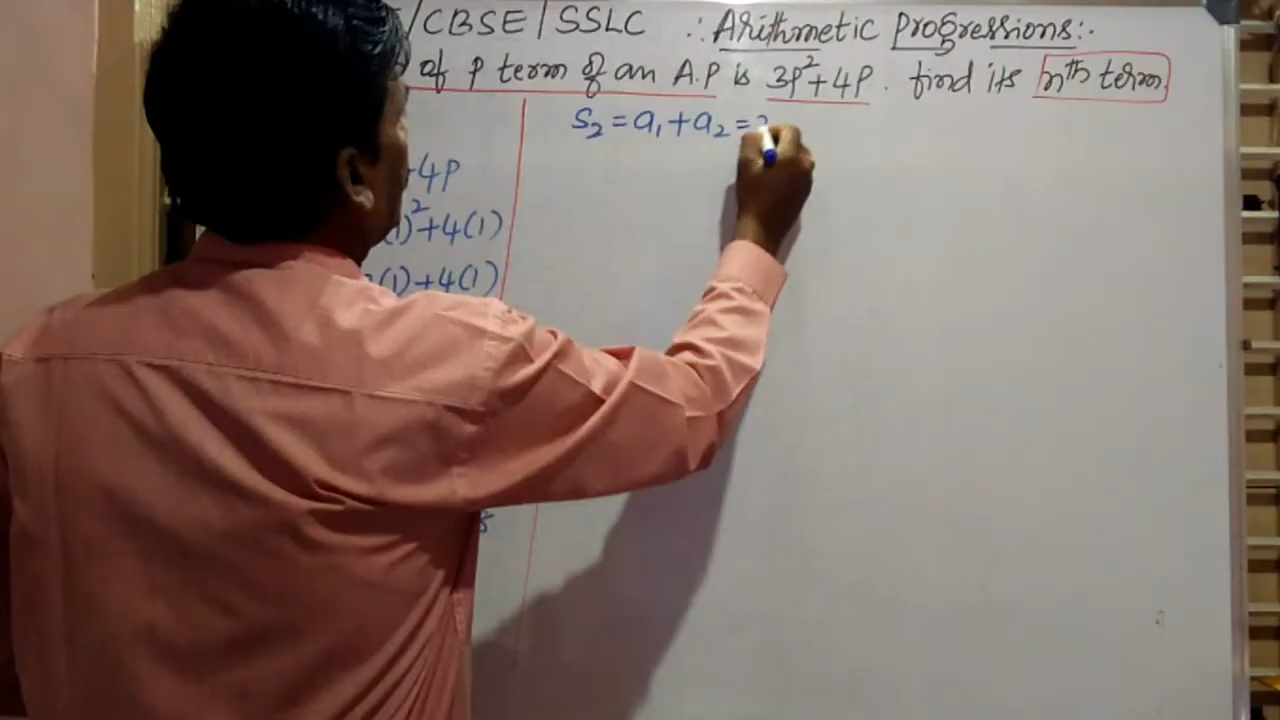 /CBSE/SSLC ∴ Arithmetic Progressions:.
of P term of an A.P is 3P²+4P. find its nth term
S₂ = a₁ + a₂ =
4P
)²+4(1)
(1)+4(1)